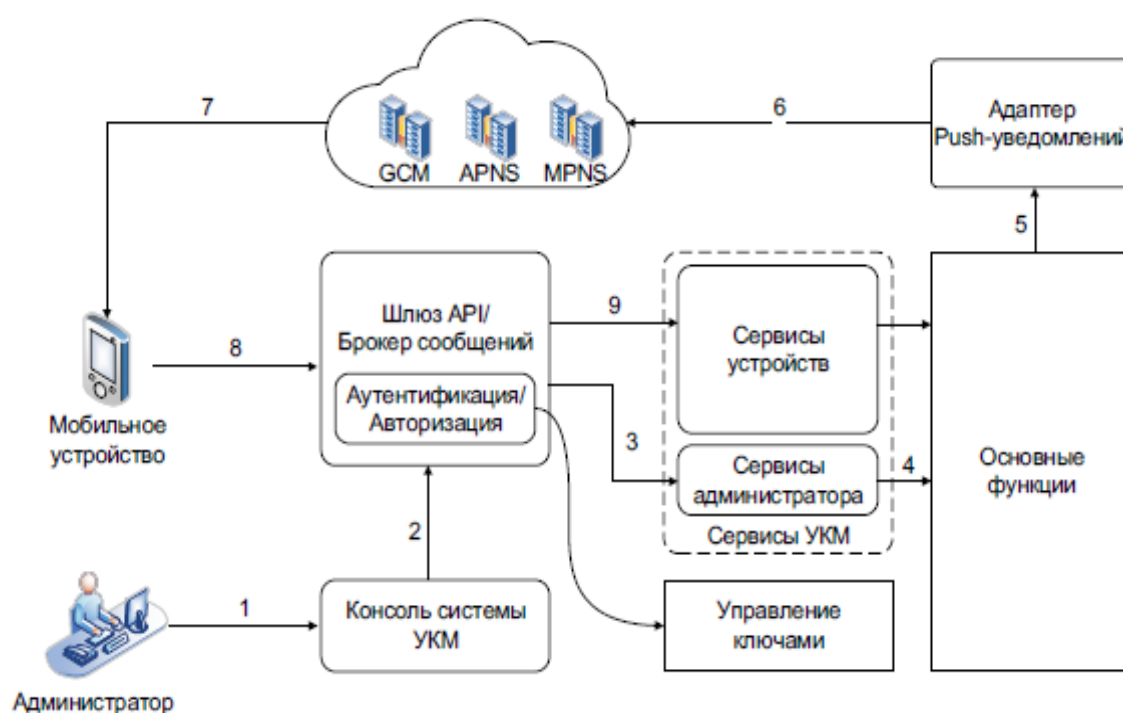 7
GCM
APNS
MPNS
6
Адаптер
Push-уведомлений
5
Мобильное
устройство
8
Шлюз API/
Брокер сообщений
Аутентификация/
Авторизация
9
3
Сервисы
устройств
Сервисы
администратора
Сервисы УКМ
4
Основные
функции
2
Администратор
1
Консоль системы
УКМ
Управление
ключами